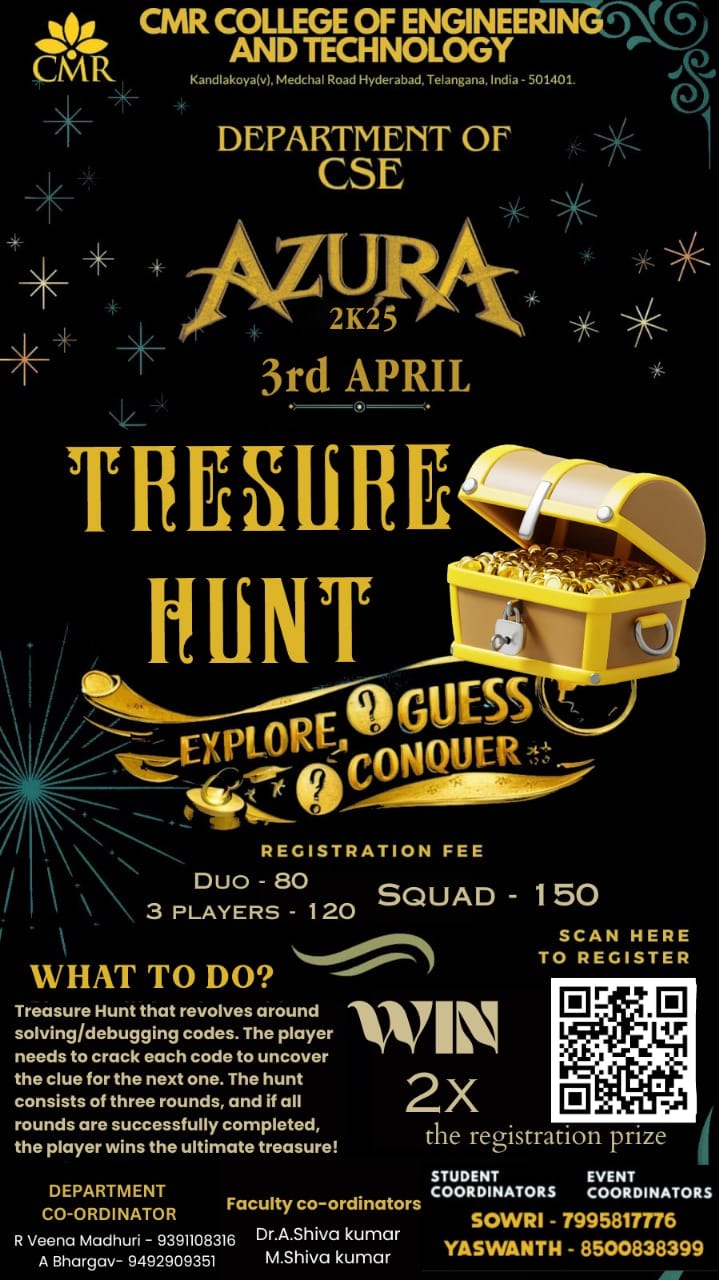 CMR
CMR COLLEGE OF ENGINEERING
AND TECHNOLOGY
Kandlakoya(v), Medchal Road Hyderabad, Telangana, India - 501401.
DEPARTMENT OF
CSE
AZURA
2K25
3rd APRIL
TRESURE
HUNT
EXPLORE, ? GUESS
? CONQUER
REGISTRATION FEE
DUO - 80
3 PLAYERS - 120
SQUAD - 150
SCAN HERE
TO REGISTER
WHAT TO DO?
Treasure Hunt that revolves around
solving/debugging codes. The player
needs to crack each code to uncover
the clue for the next one. The hunt
consists of three rounds, and if all
rounds are successfully completed,
the player wins the ultimate treasure!
WIN
2X
the registration prize
DEPARTMENT
CO-ORDINATOR
R Veena Madhuri - 9391108316
A Bhargav- 9492909351
Faculty co-ordinators
Dr.A.Shiva kumar
M.Shiva kumar
STUDENT
COORDINATORS
EVENT
COORDINATORS
SOWRI - 7995817776
YASWANTH - 8500838399